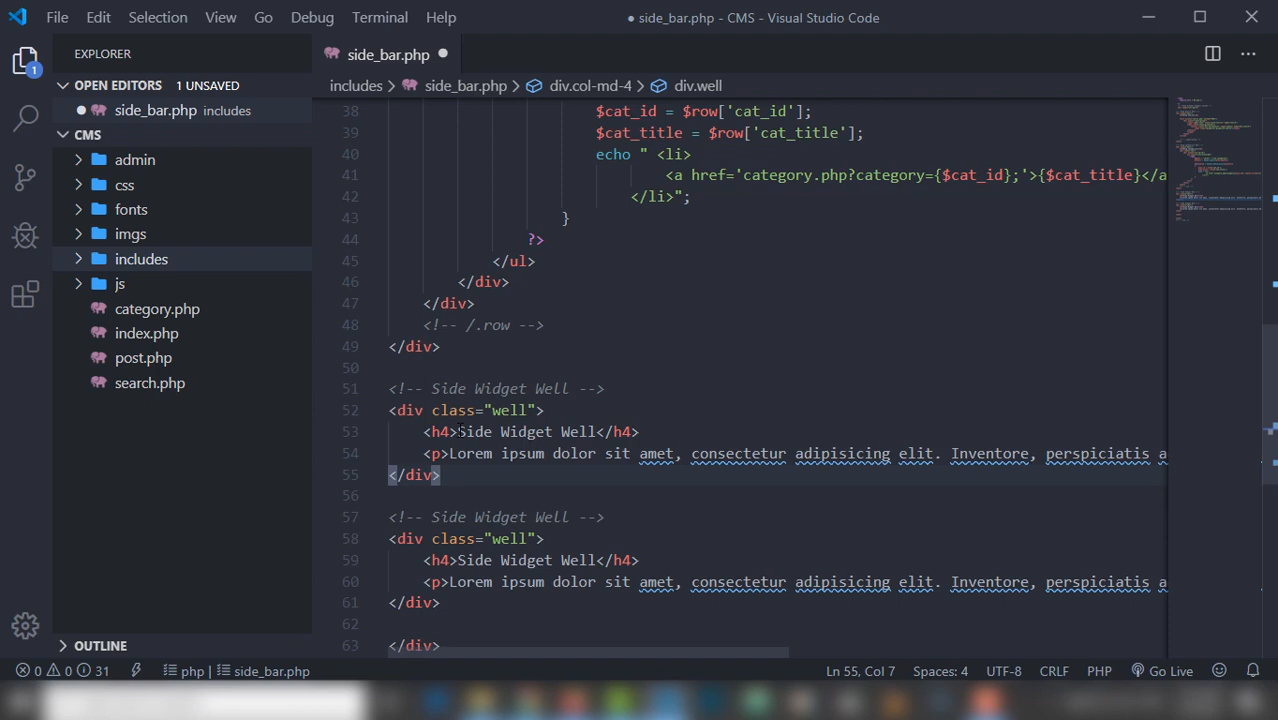 File Edit Selection View Go Debug Terminal Help
● side_bar.php - CMS - Visual Studio Code
EXPLORER
OPEN EDITORS 1 UNSAVED
side_bar.php includes
CMS
admin
css
fonts
imgs
includes
js
category.php
index.php
post.php
search.php
OUTLINE
1
side_bar.php
includes > side_bar.php > div.col-md-4 > div.well
38 $cat_id = $row['cat_id'];
39 $cat_title = $row['cat_title'];
40 echo " <li>
41 <a href='category.php?category={$cat_id};'>{$cat_title}</a
42 </li>";
43 }
44 ?>
45 </ul>
46 </div>
47 </div>
48 <!-- /.row -->
49 </div>
50
51 <!-- Side Widget Well -->
52 <div class="well">
53 <h4>Side Widget Well</h4>
54 <p>Lorem ipsum dolor sit amet, consectetur adipisicing elit. Inventore, perspiciatis a
55 </div>
56
57 <!-- Side Widget Well -->
58 <div class="well">
59 <h4>Side Widget Well</h4>
60 <p>Lorem ipsum dolor sit amet, consectetur adipisicing elit. Inventore, perspiciatis a
61 </div>
62
63 </div>
0 0 31 php | side_bar.php Ln 55, Col 7 Spaces: 4 UTF-8 CRLF PHP Go Live